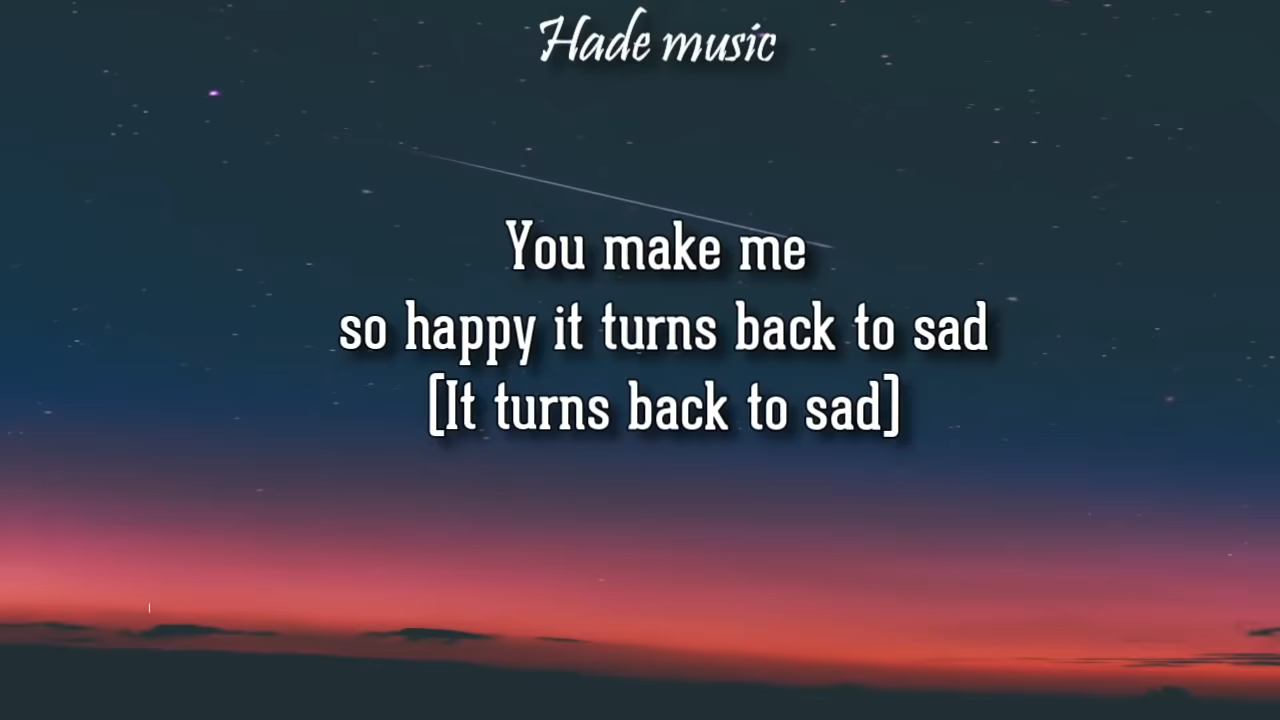 Hade music
You make me
so happy it turns back to sad
[It turns back to sad]